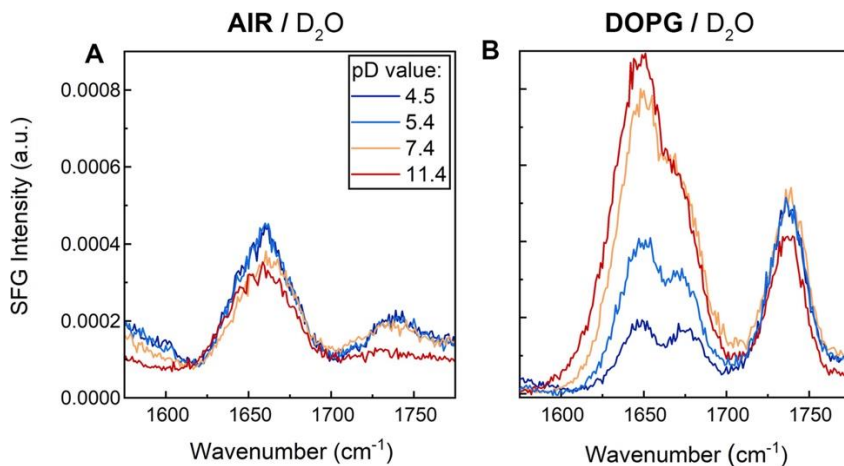 AIR / D₂O
DOPG / D₂O
A
B
pD value:
4.5
5.4
7.4
11.4
SFG Intensity (a.u.)
0.0008
0.0006
0.0004
0.0002
0.0000
1600 1650 1700 1750
1600 1650 1700 1750
Wavenumber (cm⁻¹)
Wavenumber (cm⁻¹)